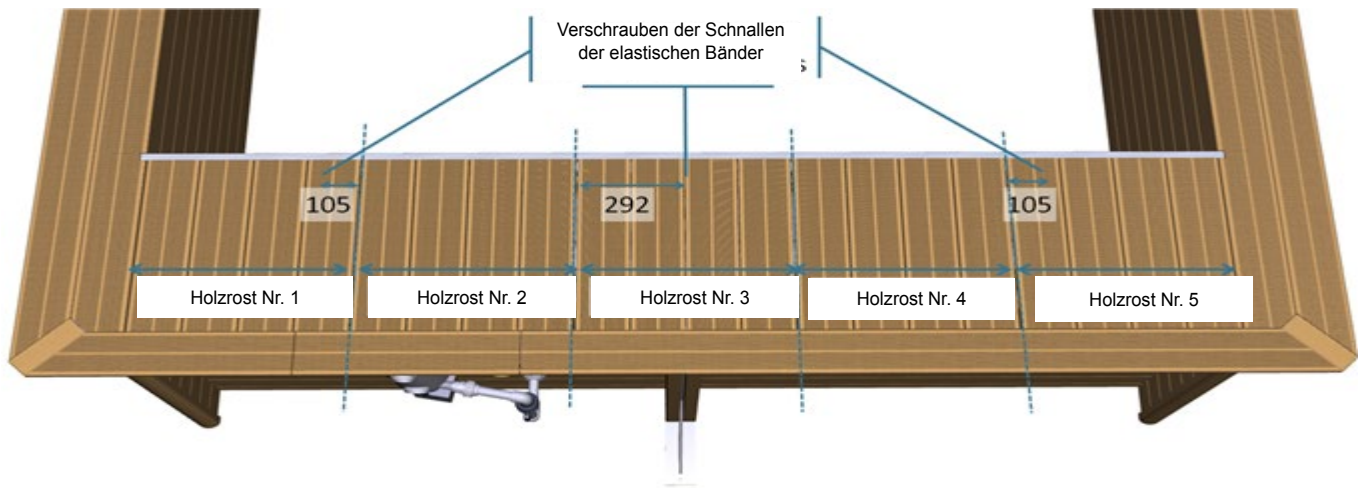 Verschrauben der Schnallen
der elastischen Bänder
105
292
105
Holzrost Nr. 1
Holzrost Nr. 2
Holzrost Nr. 3
Holzrost Nr. 4
Holzrost Nr. 5